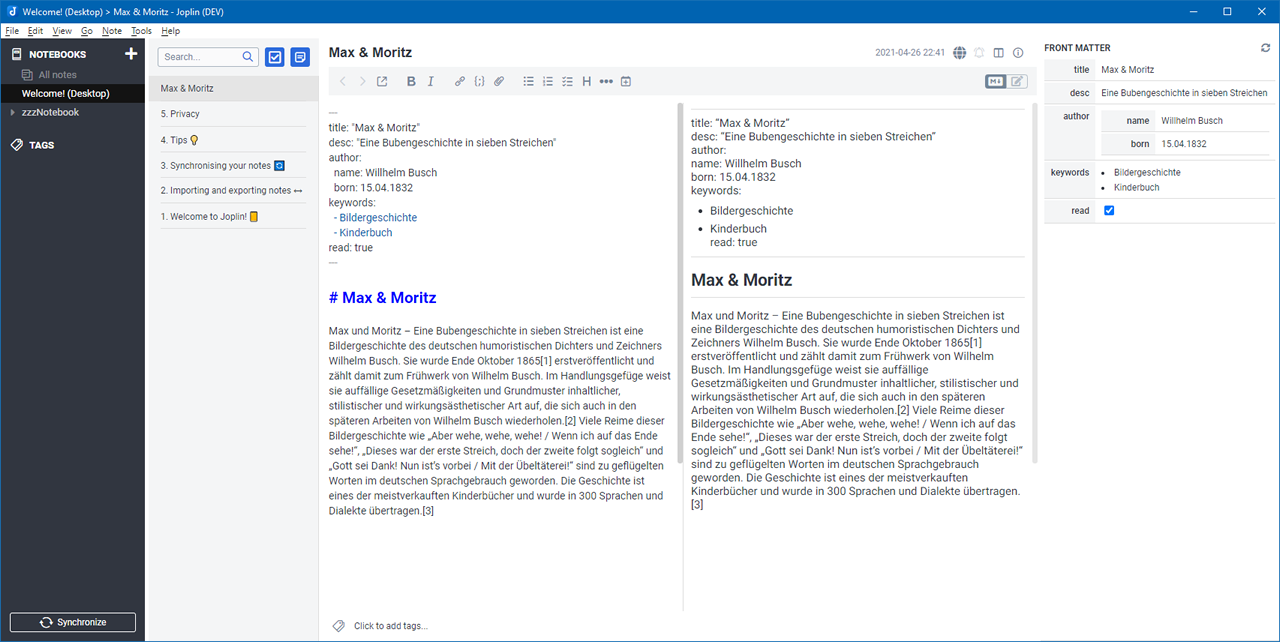 Welcome! (Desktop) > Max & Moritz - Joplin (DEV)
File Edit View Go Note Tools Help
NOTEBOOKS
All notes
Welcome! (Desktop)
zzzNotebook
TAGS
Synchronize
Search...
Max & Moritz
5. Privacy
4. Tips
3. Synchronising your notes
2. Importing and exporting notes ↔
1. Welcome to Joplin!
Max & Moritz
2021-04-26 22:41
B I H M↓
---
title: "Max & Moritz"
desc: "Eine Bubengeschichte in sieben Streichen"
author:
name: Willhelm Busch
born: 15.04.1832
keywords:
- Bildergeschichte
- Kinderbuch
read: true
---
# Max & Moritz
Max und Moritz – Eine Bubengeschichte in sieben Streichen ist eine
Bildergeschichte des deutschen humoristischen Dichters und Zeichners
Wilhelm Busch. Sie wurde Ende Oktober 1865[1] erstveröffentlicht und
zählt damit zum Frühwerk von Wilhelm Busch. Im Handlungsgefüge weist
sie auffällige Gesetzmäßigkeiten und Grundmuster inhaltlicher,
stilistischer und wirkungsästhetischer Art auf, die sich auch in den
späteren Arbeiten von Wilhelm Busch wiederholen.[2] Viele Reime dieser
Bildergeschichte wie „Aber wehe, wehe, wehe! / Wenn ich auf das Ende
sehe!“, „Dieses war der erste Streich, doch der zweite folgt sogleich“ und
„Gott sei Dank! Nun ist’s vorbei / Mit der Übeltäterei!“ sind zu geflügelten
Worten im deutschen Sprachgebrauch geworden. Die Geschichte ist
eines der meistverkauften Kinderbücher und wurde in 300 Sprachen und
Dialekte übertragen.[3]
title: “Max & Moritz”
desc: “Eine Bubengeschichte in sieben Streichen”
author:
name: Willhelm Busch
born: 15.04.1832
keywords:
• Bildergeschichte
• Kinderbuch
read: true
Max & Moritz
Max und Moritz – Eine Bubengeschichte in sieben Streichen ist
eine Bildergeschichte des deutschen humoristischen Dichters und
Zeichners Wilhelm Busch. Sie wurde Ende Oktober 1865[1]
erstveröffentlicht und zählt damit zum Frühwerk von Wilhelm
Busch. Im Handlungsgefüge weist sie auffällige
Gesetzmäßigkeiten und Grundmuster inhaltlicher, stilistischer und
wirkungsästhetischer Art auf, die sich auch in den späteren
Arbeiten von Wilhelm Busch wiederholen.[2] Viele Reime dieser
Bildergeschichte wie „Aber wehe, wehe, wehe! / Wenn ich auf das
Ende sehe!“, „Dieses war der erste Streich, doch der zweite folgt
sogleich“ und „Gott sei Dank! Nun ist’s vorbei / Mit der Übeltäterei!“
sind zu geflügelten Worten im deutschen Sprachgebrauch
geworden. Die Geschichte ist eines der meistverkauften
Kinderbücher und wurde in 300 Sprachen und Dialekte übertragen.
[3]
Click to add tags...
FRONT MATTER
title Max & Moritz
desc Eine Bubengeschichte in sieben Streichen
author name Willhelm Busch
born 15.04.1832
keywords • Bildergeschichte
• Kinderbuch
read